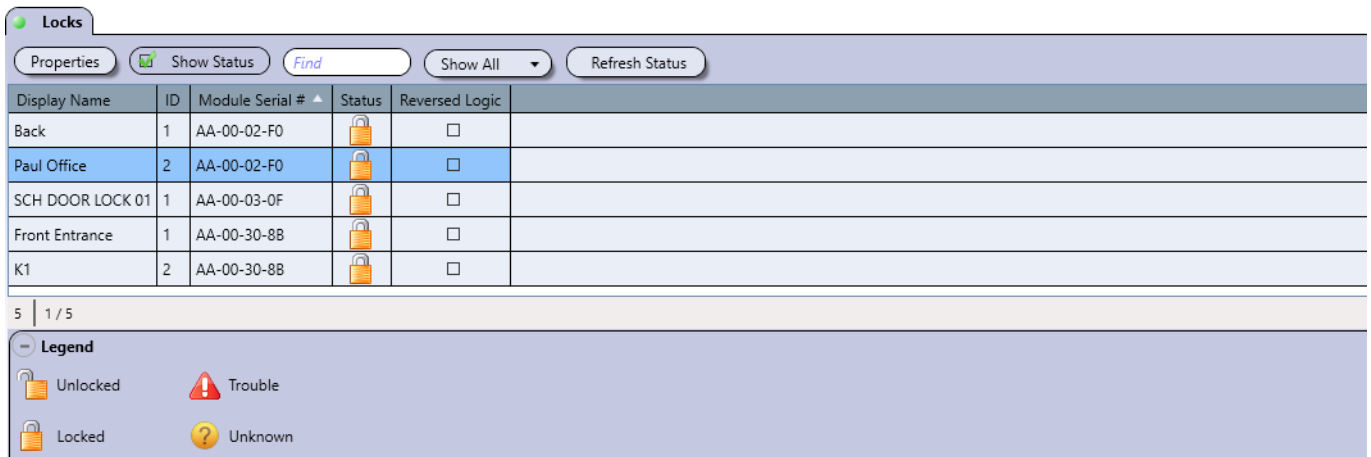 Locks
Properties Show Status Find Show All Refresh Status
Display Name ID Module Serial # Status Reversed Logic
Back 1 AA-00-02-F0
Paul Office 2 AA-00-02-F0
SCH DOOR LOCK 01 1 AA-00-03-0F
Front Entrance 1 AA-00-30-8B
K1 2 AA-00-30-8B
5 1 / 5
Legend
Unlocked Trouble
Locked Unknown